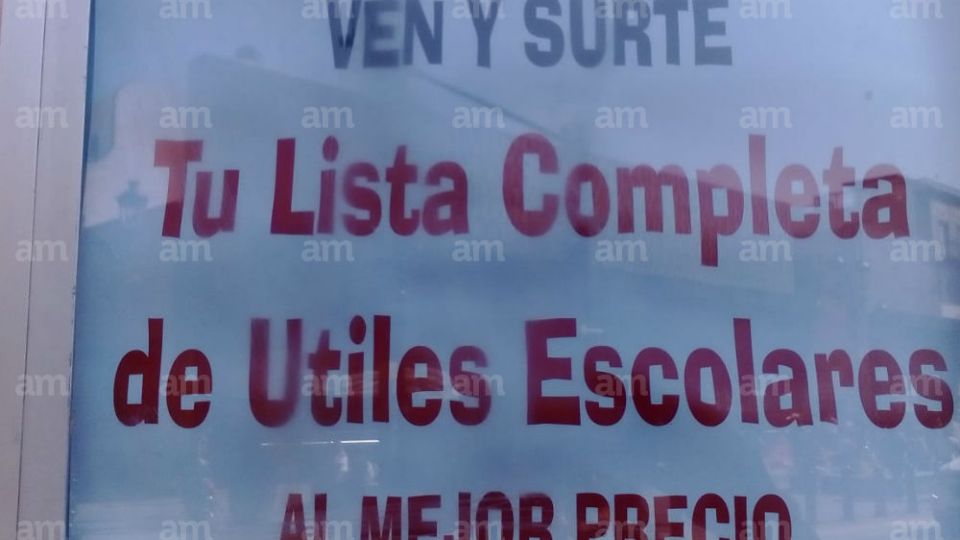 VEN Y SURTE
Tu Lista Completa
de Utiles Escolares
AL MEJOR PRECIO